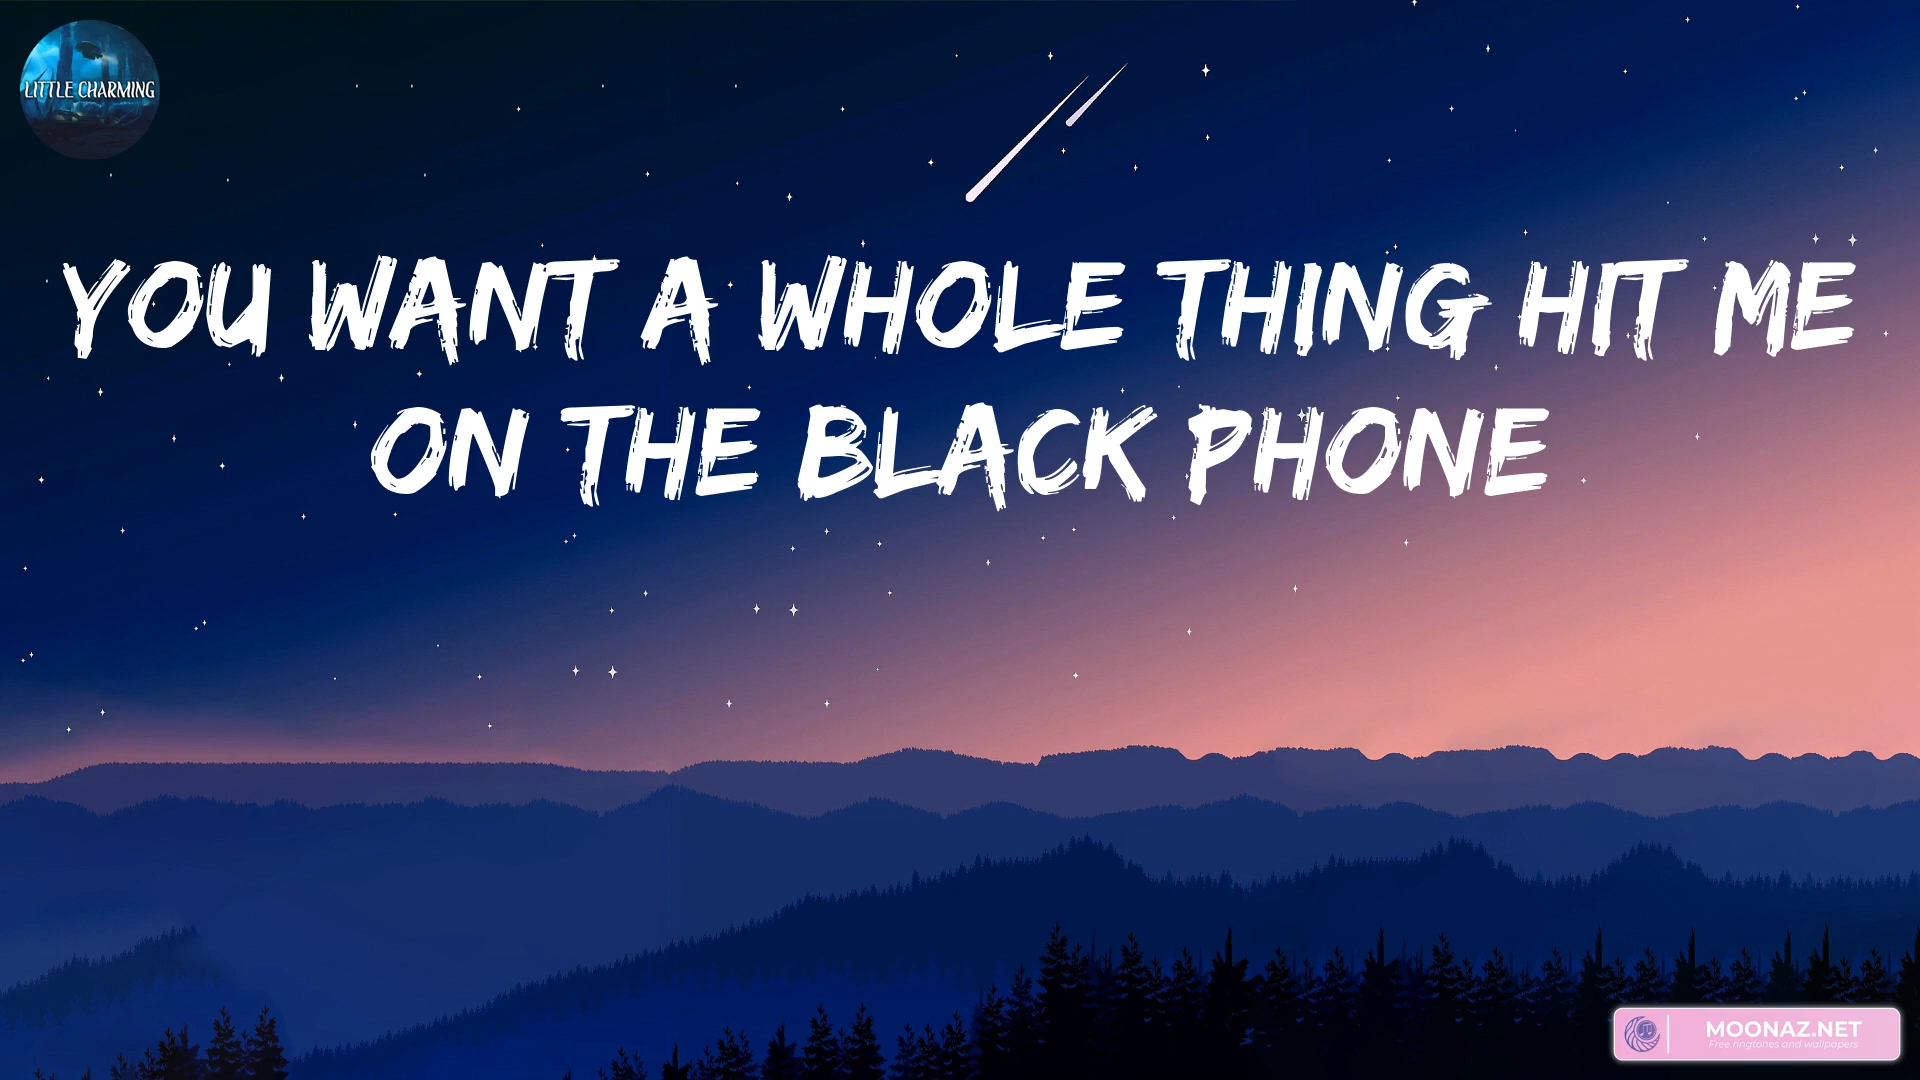 LITTLE CHARMING
YOU WANT A WHOLE THING HIT ME
ON THE BLACK PHONE
MOONAZ.NET
Free ringtones and wallpapers